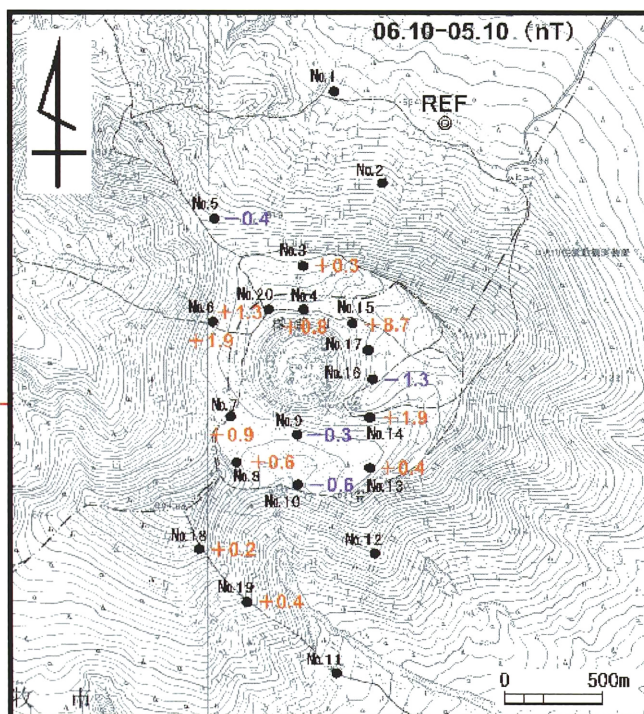 06.10-05.10 (nT)
No.1
REF
No.2
No.5
-0.4
No.3
+0.3
No.20
No.4
No.15
No.6
+1.3
+0.8
+8.7
+1.9
No.17
No.16
-1.3
No.7
No.9
+1.9
+0.9
-0.3
No.14
+0.6
+0.4
No.8
-0.6
No.13
No.10
No.18
+0.2
No.12
No.19
+0.4
No.11
牧 市
0 500m